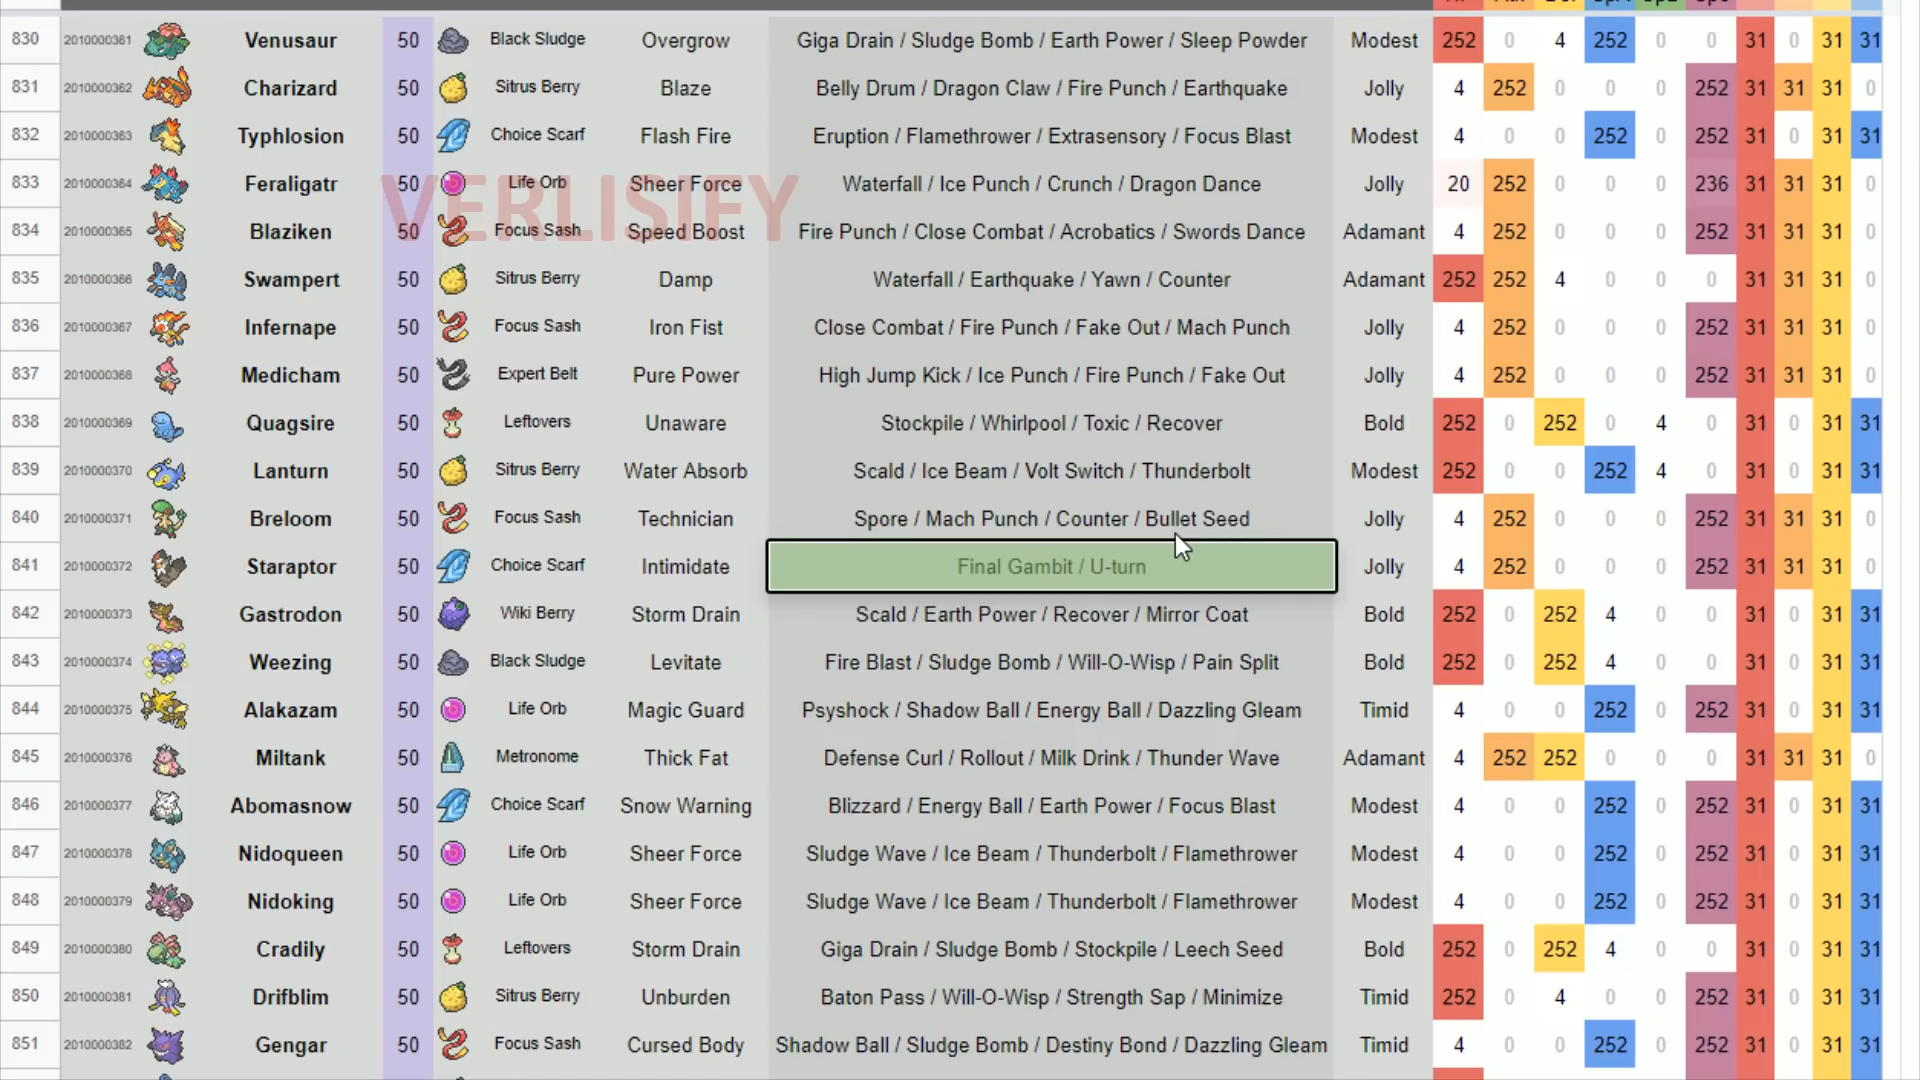 830 2010000361 Venusaur 50 Black Sludge Overgrow Giga Drain / Sludge Bomb / Earth Power / Sleep Powder Modest 252 0 4 252 0 0 31 0 31 31
831 2010000362 Charizard 50 Sitrus Berry Blaze Belly Drum / Dragon Claw / Fire Punch / Earthquake Jolly 4 252 0 0 0 252 31 31 31 0
832 2010000363 Typhlosion 50 Choice Scarf Flash Fire Eruption / Flamethrower / Extrasensory / Focus Blast Modest 4 0 0 252 0 252 31 0 31 31
833 2010000364 Feraligatr 50 Life Orb Sheer Force Waterfall / Ice Punch / Crunch / Dragon Dance Jolly 20 252 0 0 0 236 31 31 31 0
VERLISIFY
834 2010000365 Blaziken 50 Focus Sash Speed Boost Fire Punch / Close Combat / Acrobatics / Swords Dance Adamant 4 252 0 0 0 252 31 31 31 0
835 2010000366 Swampert 50 Sitrus Berry Damp Waterfall / Earthquake / Yawn / Counter Adamant 252 252 4 0 0 0 31 31 31 0
836 2010000367 Infernape 50 Focus Sash Iron Fist Close Combat / Fire Punch / Fake Out / Mach Punch Jolly 4 252 0 0 0 252 31 31 31 0
837 2010000368 Medicham 50 Expert Belt Pure Power High Jump Kick / Ice Punch / Fire Punch / Fake Out Jolly 4 252 0 0 0 252 31 31 31 0
838 2010000369 Quagsire 50 Leftovers Unaware Stockpile / Whirlpool / Toxic / Recover Bold 252 0 252 0 4 0 31 0 31 31
839 2010000370 Lanturn 50 Sitrus Berry Water Absorb Scald / Ice Beam / Volt Switch / Thunderbolt Modest 252 0 0 252 4 0 31 0 31 31
840 2010000371 Breloom 50 Focus Sash Technician Spore / Mach Punch / Counter / Bullet Seed Jolly 4 252 0 0 0 252 31 31 31 0
841 2010000372 Staraptor 50 Choice Scarf Intimidate Final Gambit / U-turn Jolly 4 252 0 0 0 252 31 31 31 0
842 2010000373 Gastrodon 50 Wiki Berry Storm Drain Scald / Earth Power / Recover / Mirror Coat Bold 252 0 252 4 0 0 31 0 31 31
843 2010000374 Weezing 50 Black Sludge Levitate Fire Blast / Sludge Bomb / Will-O-Wisp / Pain Split Bold 252 0 252 4 0 0 31 0 31 31
844 2010000375 Alakazam 50 Life Orb Magic Guard Psyshock / Shadow Ball / Energy Ball / Dazzling Gleam Timid 4 0 0 252 0 252 31 0 31 31
845 2010000376 Miltank 50 Metronome Thick Fat Defense Curl / Rollout / Milk Drink / Thunder Wave Adamant 4 252 252 0 0 0 31 31 31 0
846 2010000377 Abomasnow 50 Choice Scarf Snow Warning Blizzard / Energy Ball / Earth Power / Focus Blast Modest 4 0 0 252 0 252 31 0 31 31
847 2010000378 Nidoqueen 50 Life Orb Sheer Force Sludge Wave / Ice Beam / Thunderbolt / Flamethrower Modest 4 0 0 252 0 252 31 0 31 31
848 2010000379 Nidoking 50 Life Orb Sheer Force Sludge Wave / Ice Beam / Thunderbolt / Flamethrower Modest 4 0 0 252 0 252 31 0 31 31
849 2010000380 Cradily 50 Leftovers Storm Drain Giga Drain / Sludge Bomb / Stockpile / Leech Seed Bold 252 0 252 4 0 0 31 0 31 31
850 2010000381 Drifblim 50 Sitrus Berry Unburden Baton Pass / Will-O-Wisp / Strength Sap / Minimize Timid 252 0 4 0 0 252 31 0 31 31
851 2010000382 Gengar 50 Focus Sash Cursed Body Shadow Ball / Sludge Bomb / Destiny Bond / Dazzling Gleam Timid 4 0 0 252 0 252 31 0 31 31